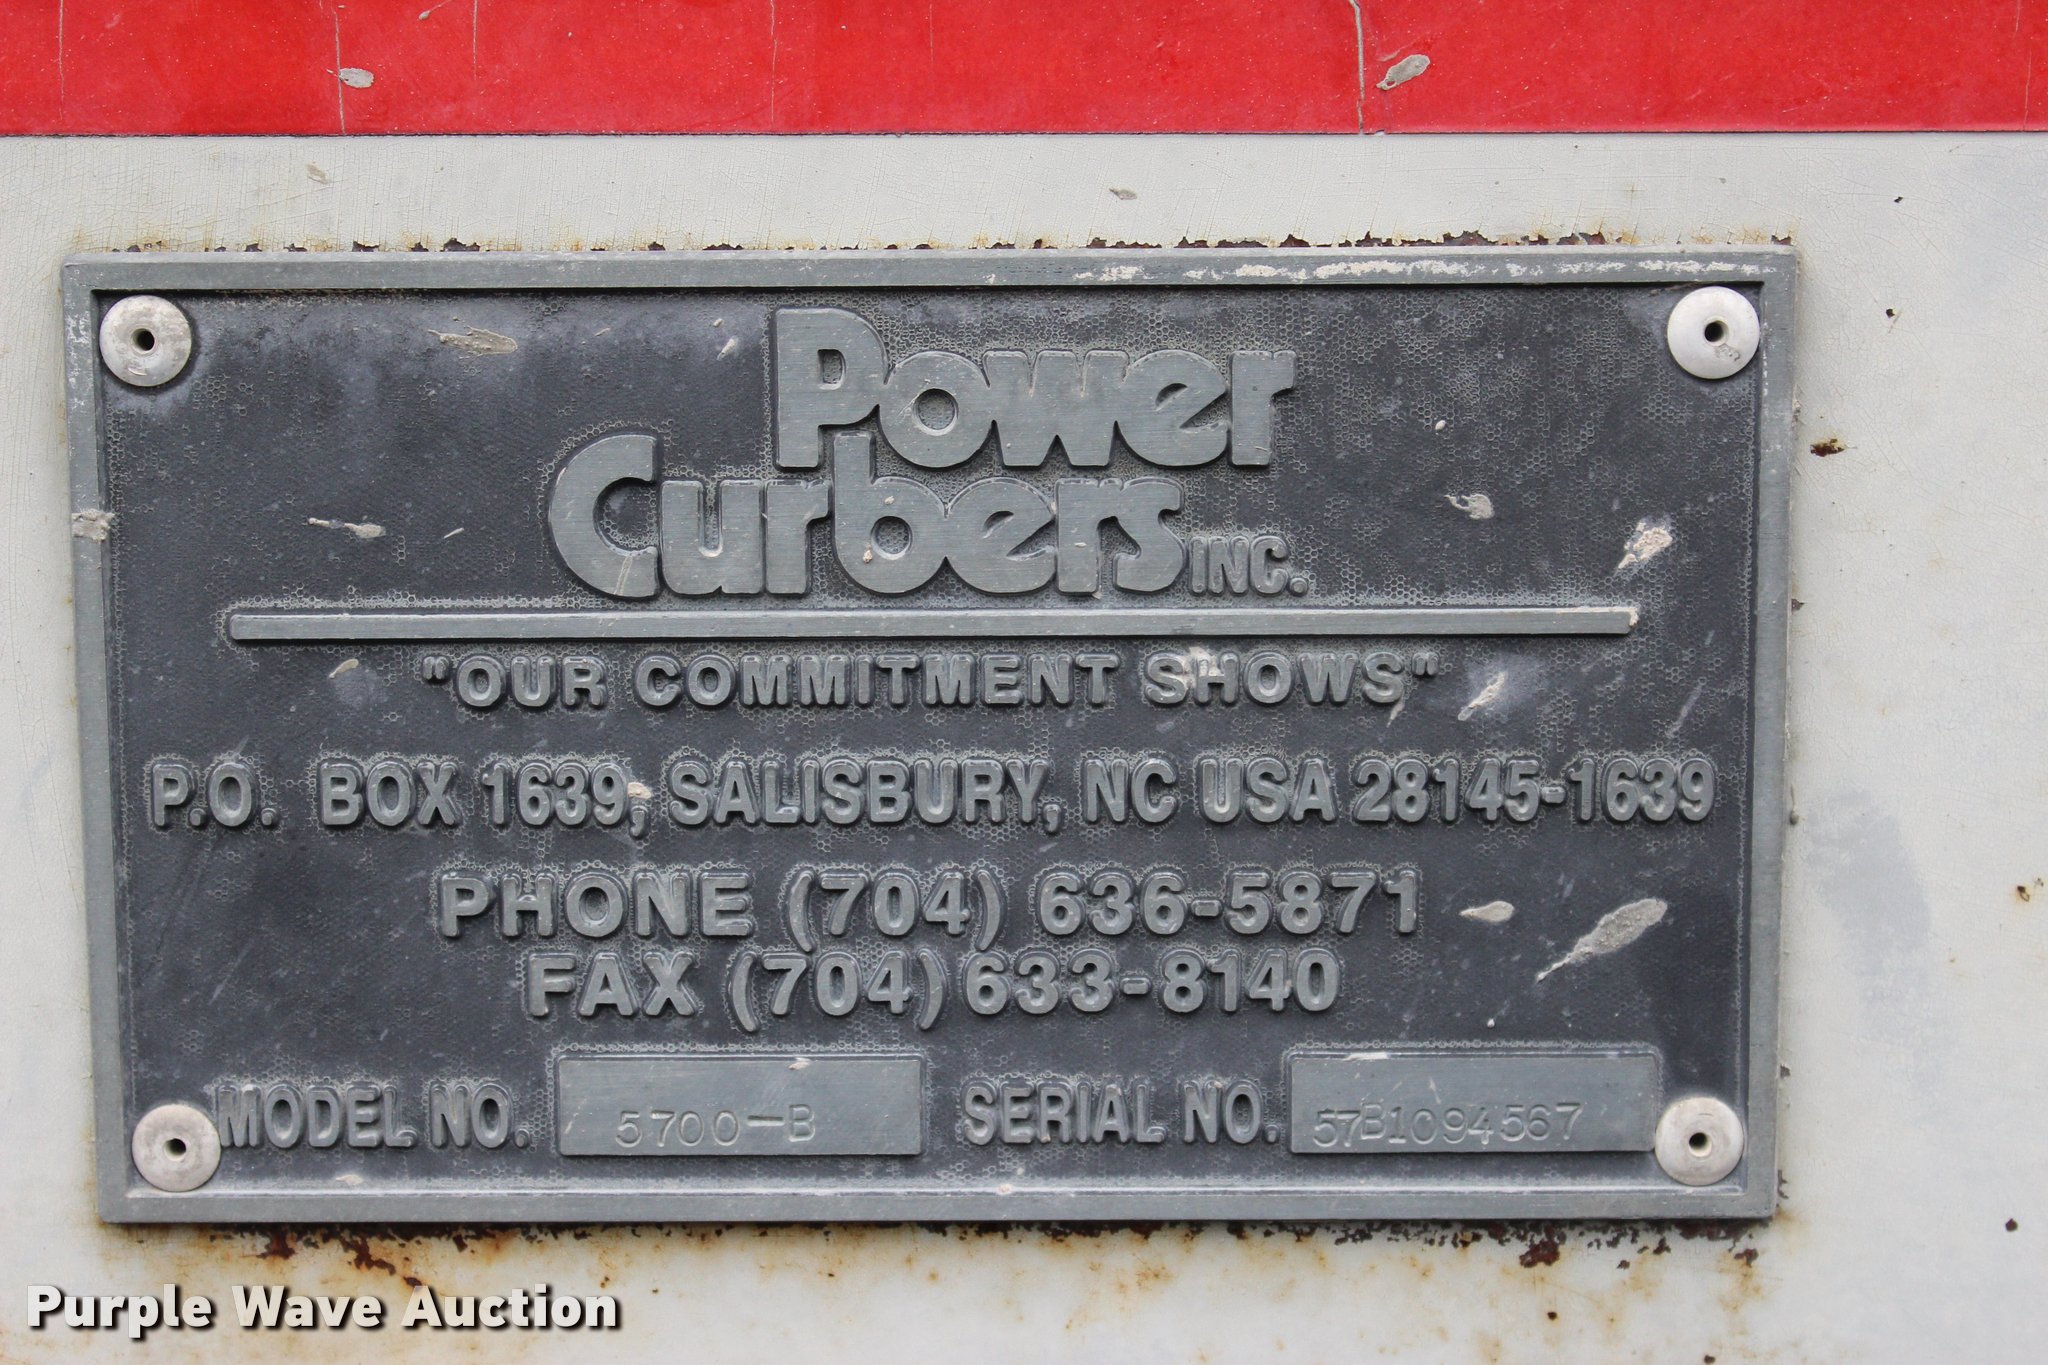 Power
Curbers INC.
"OUR COMMITMENT SHOWS"
P.O. BOX 1639, SALISBURY, NC USA 28145-1639
PHONE (704) 636-5871
FAX (704) 633-8140
MODEL NO. 5700-B SERIAL NO. 57B1094567
Purple Wave Auction